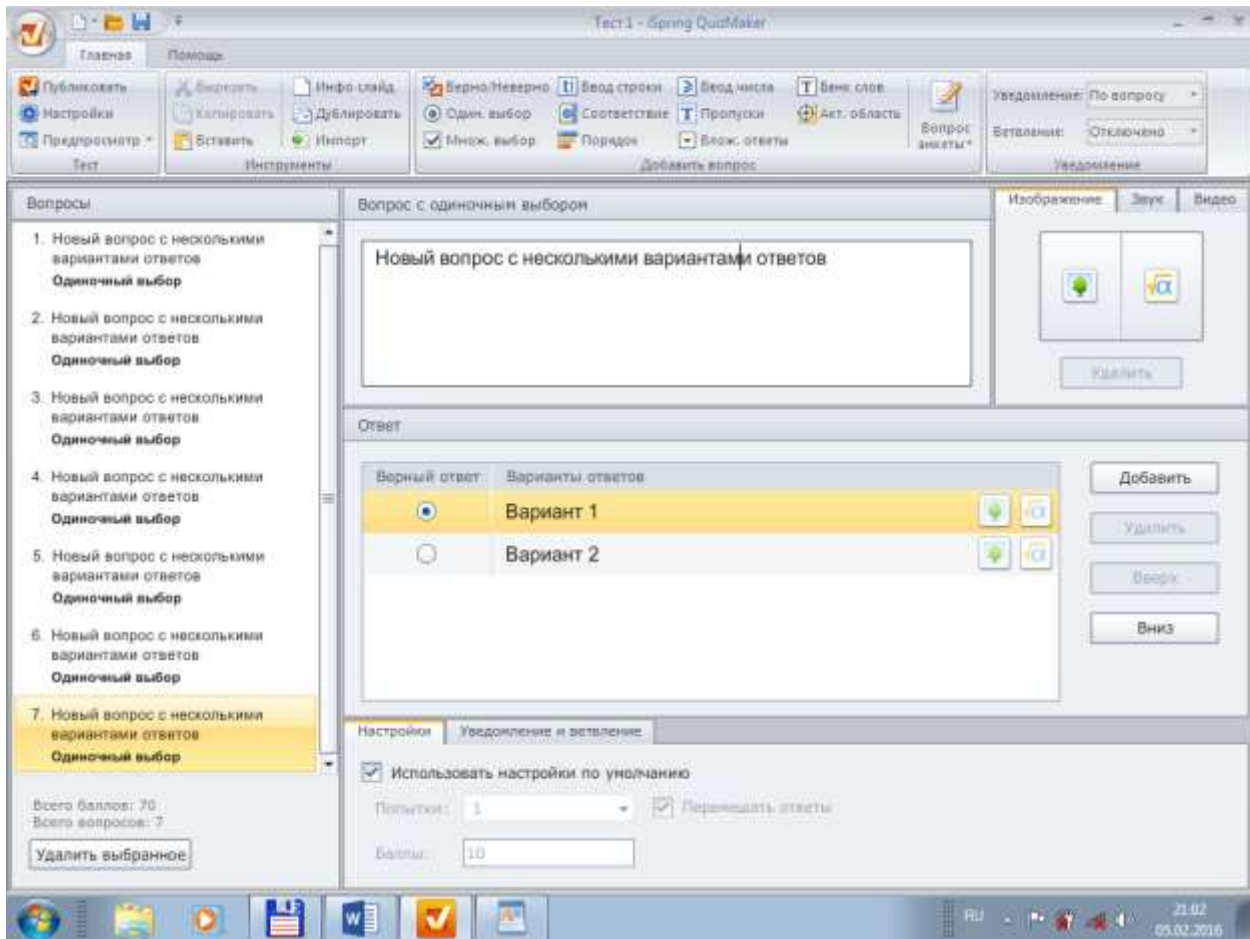 Тест 1 - iSpring QuizMaker
Главная
Помощь
Публиковать
Настройки
Предпросмотр
Тест
Вырезать
Копировать
Вставить
Инфо слайд
Дублировать
Импорт
Инструменты
Верно/Неверно
Один. выбор
Множ. выбор
Ввод строки
Соответствие
Порядок
Ввод числа
Пропуски
Влож. ответы
Банк слов
Акт. область
Вопрос
анкеты
Добавить вопрос
Уведомление: По вопросу
Ветвление: Отключено
Уведомление
Вопросы
1. Новый вопрос с несколькими
вариантами ответов
Одиночный выбор
2. Новый вопрос с несколькими
вариантами ответов
Одиночный выбор
3. Новый вопрос с несколькими
вариантами ответов
Одиночный выбор
4. Новый вопрос с несколькими
вариантами ответов
Одиночный выбор
5. Новый вопрос с несколькими
вариантами ответов
Одиночный выбор
6. Новый вопрос с несколькими
вариантами ответов
Одиночный выбор
7. Новый вопрос с несколькими
вариантами ответов
Одиночный выбор
Всего баллов: 70
Всего вопросов: 7
Удалить выбранное
Вопрос с одиночным выбором
Новый вопрос с несколькими вариантами ответов
Изображение
Звук
Видео
Удалить
Ответ
Верный ответ
Варианты ответов
Вариант 1
Вариант 2
Добавить
Удалить
Вверх
Вниз
Настройки
Уведомление и ветвление
Использовать настройки по умолчанию
Попытки: 1
Перемешать ответы
Баллы: 10
RU
21:02
05.02.2016